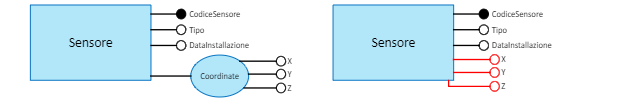 Sensore
CodiceSensore
Tipo
DataInstallazione
Coordinate
X
Y
Z
Sensore
CodiceSensore
Tipo
DataInstallazione
X
Y
Z